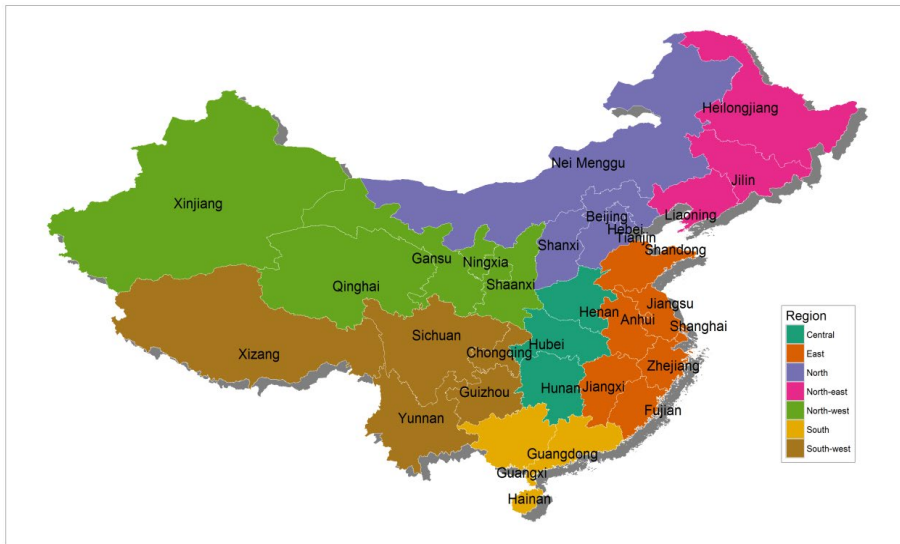 Heilongjiang
Nei Menggu
Jilin
Xinjiang
Beijing
Liaoning
Hebei
Tianjin
Shanxi
Shandong
Gansu
Ningxia
Qinghai
Shaanxi
Jiangsu
Henan
Anhui
Shanghai
Sichuan
Hubei
Xizang
Chongqing
Zhejiang
Guizhou
Hunan
Jiangxi
Yunnan
Fujian
Guangdong
Guangxi
Hainan
Region
Central
East
North
North-east
North-west
South
South-west